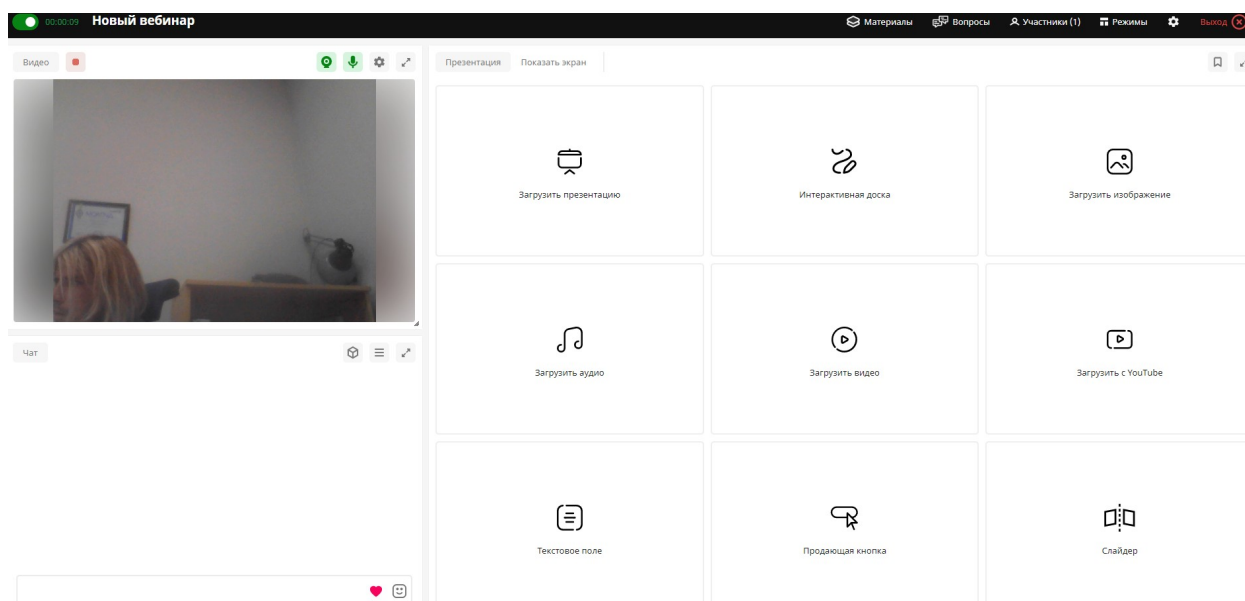 00:00:09 Новый вебинар Материалы Вопросы Участники (1) Режимы Выход
Видео
Презентация Показать экран
Загрузить презентацию Интерактивная доска Загрузить изображение
Загрузить аудио Загрузить видео Загрузить с YouTube
Чат
Текстовое поле Продающая кнопка Слайдер